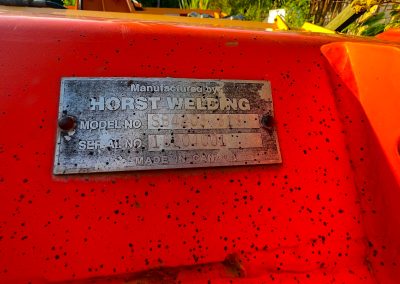 Manufactured by
HORST WELDING
MODEL NO.
SERIAL NO.
MADE IN CANADA